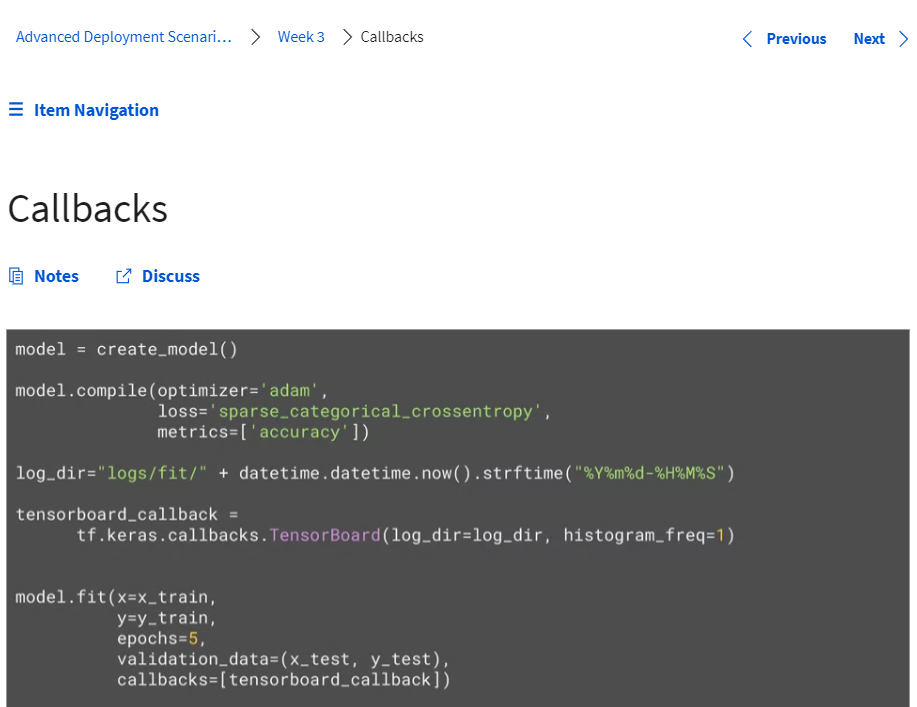 Advanced Deployment Scenari... > Week 3 > Callbacks < Previous Next >
Item Navigation
Callbacks
Notes Discuss
model = create_model()
model.compile(optimizer='adam',
loss='sparse_categorical_crossentropy',
metrics=['accuracy'])
log_dir="logs/fit/" + datetime.datetime.now().strftime("%Y%m%d-%H%M%S")
tensorboard_callback =
tf.keras.callbacks.TensorBoard(log_dir=log_dir, histogram_freq=1)
model.fit(x=x_train,
y=y_train,
epochs=5,
validation_data=(x_test, y_test),
callbacks=[tensorboard_callback])